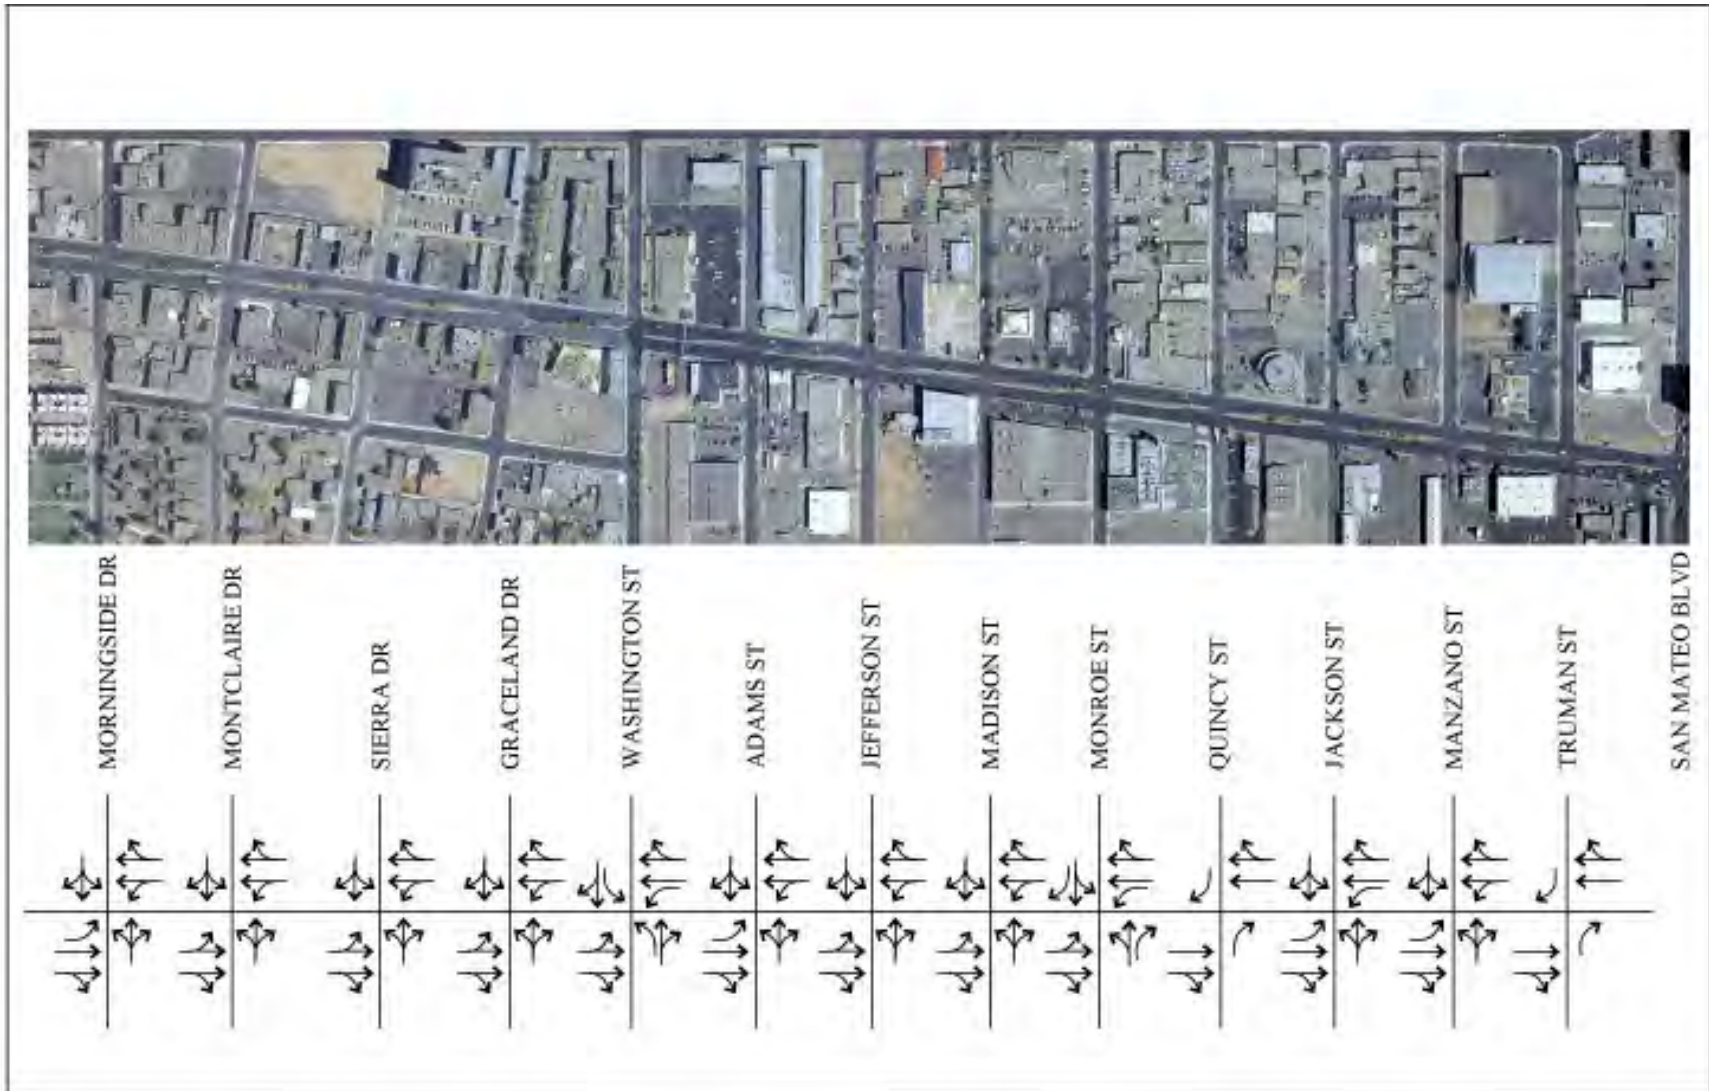 MORNINGSIDE DR
MONTCLAIRE DR
SIERRA DR
GRACELAND DR
WASHINGTON ST
ADAMS ST
JEFFERSON ST
MADISON ST
MONROE ST
QUINCY ST
JACKSON ST
MANZANO ST
TRUMAN ST
SAN MATEO BLVD